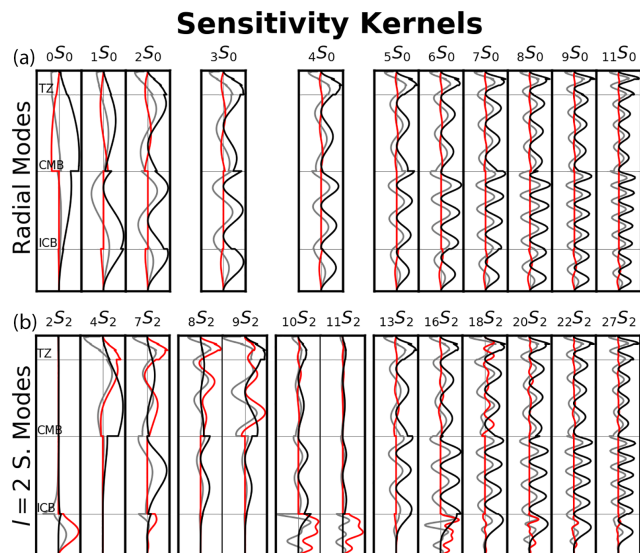 Sensitivity Kernels
(a) 0S0 1S0 2S0 3S0 4S0 5S0 6S0 7S0 8S0 9S0 11S0
TZ
CMB
ICB
Radial Modes
(b) 2S2 4S2 7S2 8S2 9S2 10S2 11S2 13S2 16S2 18S2 20S2 22S2 27S2
TZ
CMB
ICB
l = 2 S. Modes